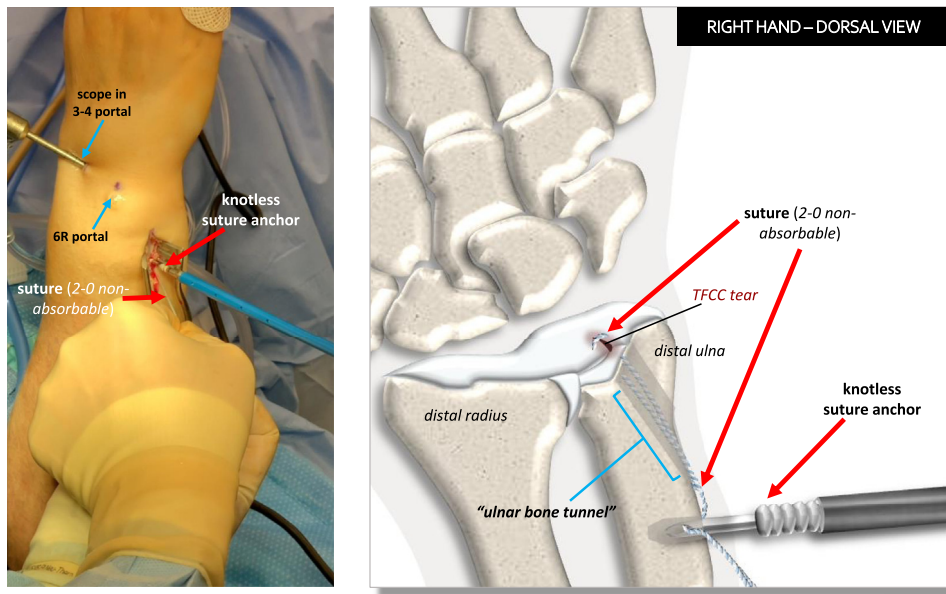 scope in
3-4 portal
knotless
suture anchor
6R portal
suture (2-0 non-
absorbable)
RIGHT HAND – DORSAL VIEW
suture (2-0 non-
absorbable)
TFCC tear
distal ulna
distal radius
knotless
suture anchor
“ulnar bone tunnel”